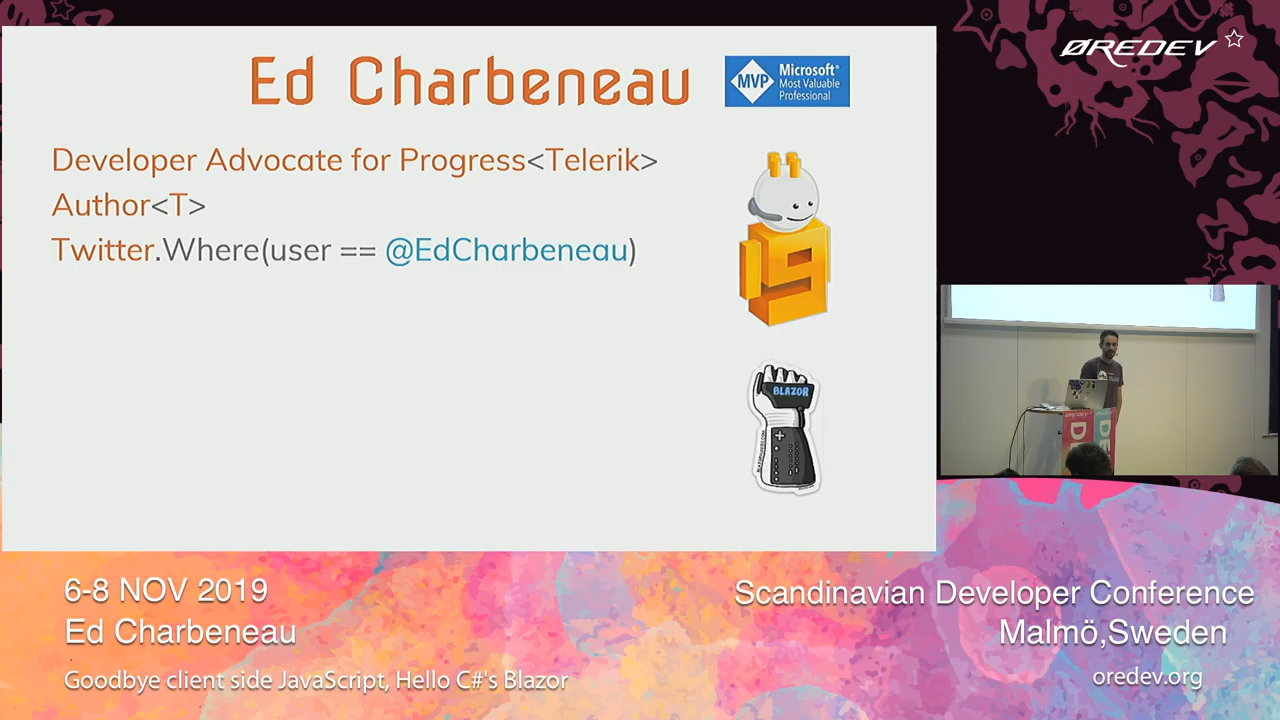 ØREDEV
Ed Charbeneau
MVP
Microsoft®
Most Valuable
Professional
Developer Advocate for Progress<Telerik>
Author<T>
Twitter.Where(user == @EdCharbeneau)
BLAZOR
DE
DE
6-8 NOV 2019
Ed Charbeneau
Goodbye client side JavaScript, Hello C#'s Blazor
Scandinavian Developer Conference
Malmö,Sweden
oredev.org